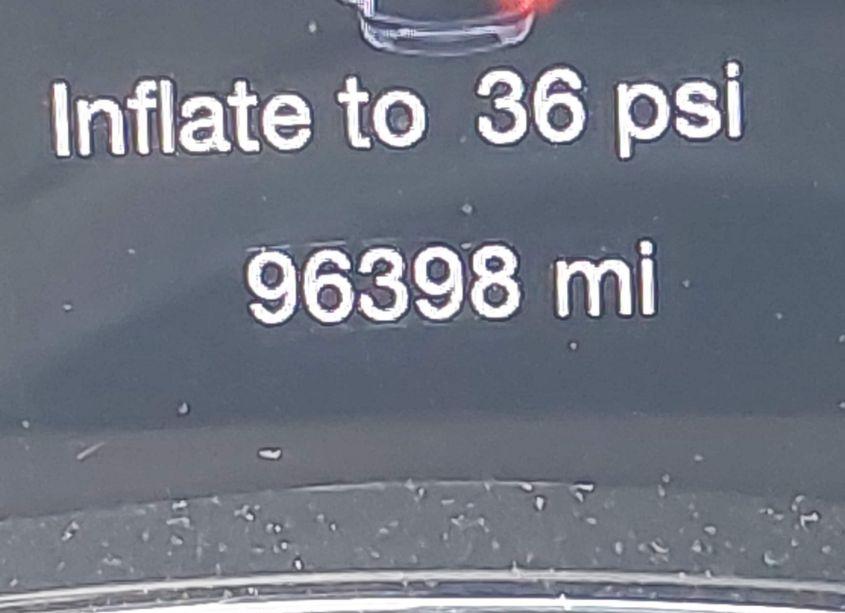 Inflate to 36 psi
96398 mi